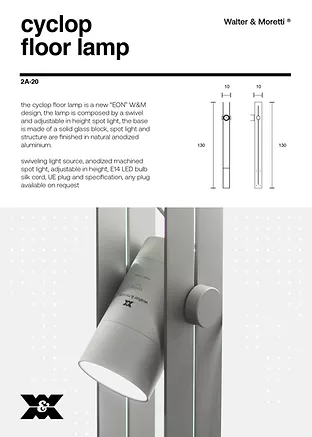 cyclop
floor lamp
Walter & Moretti ®
2A-20
the cyclop floor lamp is a new "EON" W&M
design, the lamp is composed by a swivel
and adjustable in height spot light, the base
is made of a solid glass block, spot light and
structure are finished in natural anodized
aluminium.
swiveling light source, anodized machined
spot light, adjustable in height, E14 LED bulb
silk cord, UE plug and specification, any plug
available on request
10
10
130
130